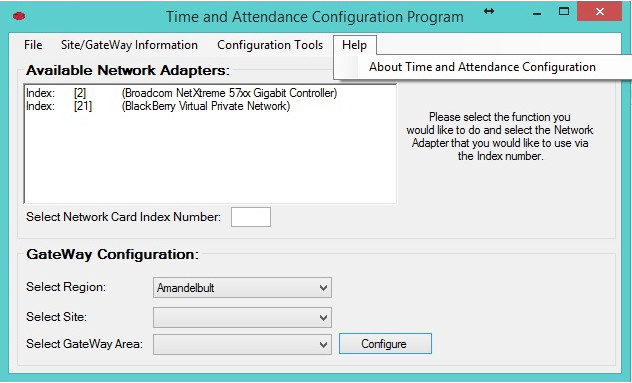 Time and Attendance Configuration Program
File Site/GateWay Information Configuration Tools Help
About Time and Attendance Configuration
Available Network Adapters:
Index: [2] (Broadcom NetXtreme 57xx Gigabit Controller)
Index: [21] (BlackBerry Virtual Private Network)
Please select the function you
would like to do and select the Network
Adapter that you would like to use via
the Index number.
Select Network Card Index Number:
GateWay Configuration:
Select Region: Amandelbult
Select Site:
Select GateWay Area: Configure